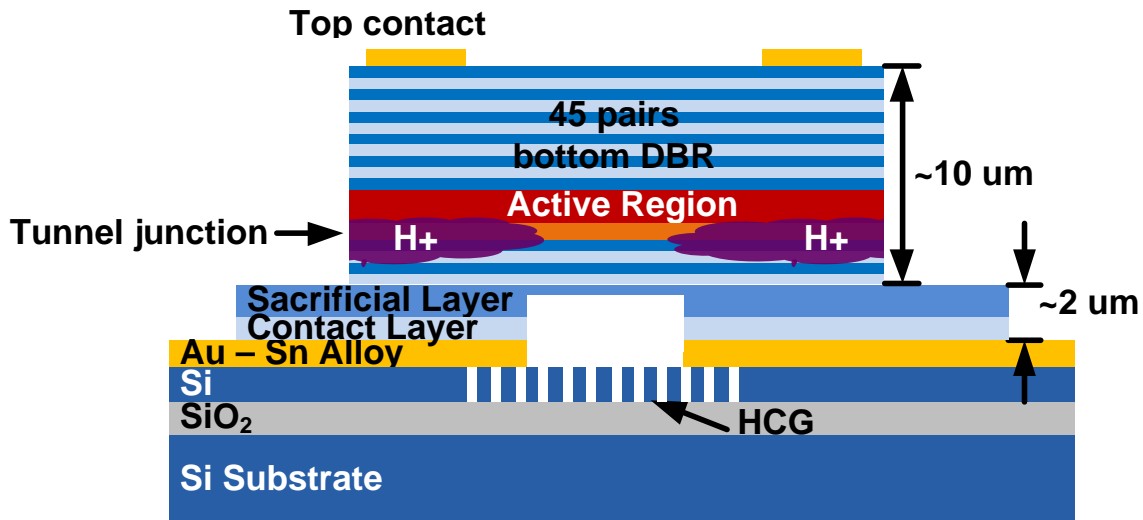 Top contact
45 pairs
bottom DBR
~10 um
Active Region
Tunnel junction
H+
H+
Sacrificial Layer
~2 um
Contact Layer
Au – Sn Alloy
Si
SiO₂
HCG
Si Substrate